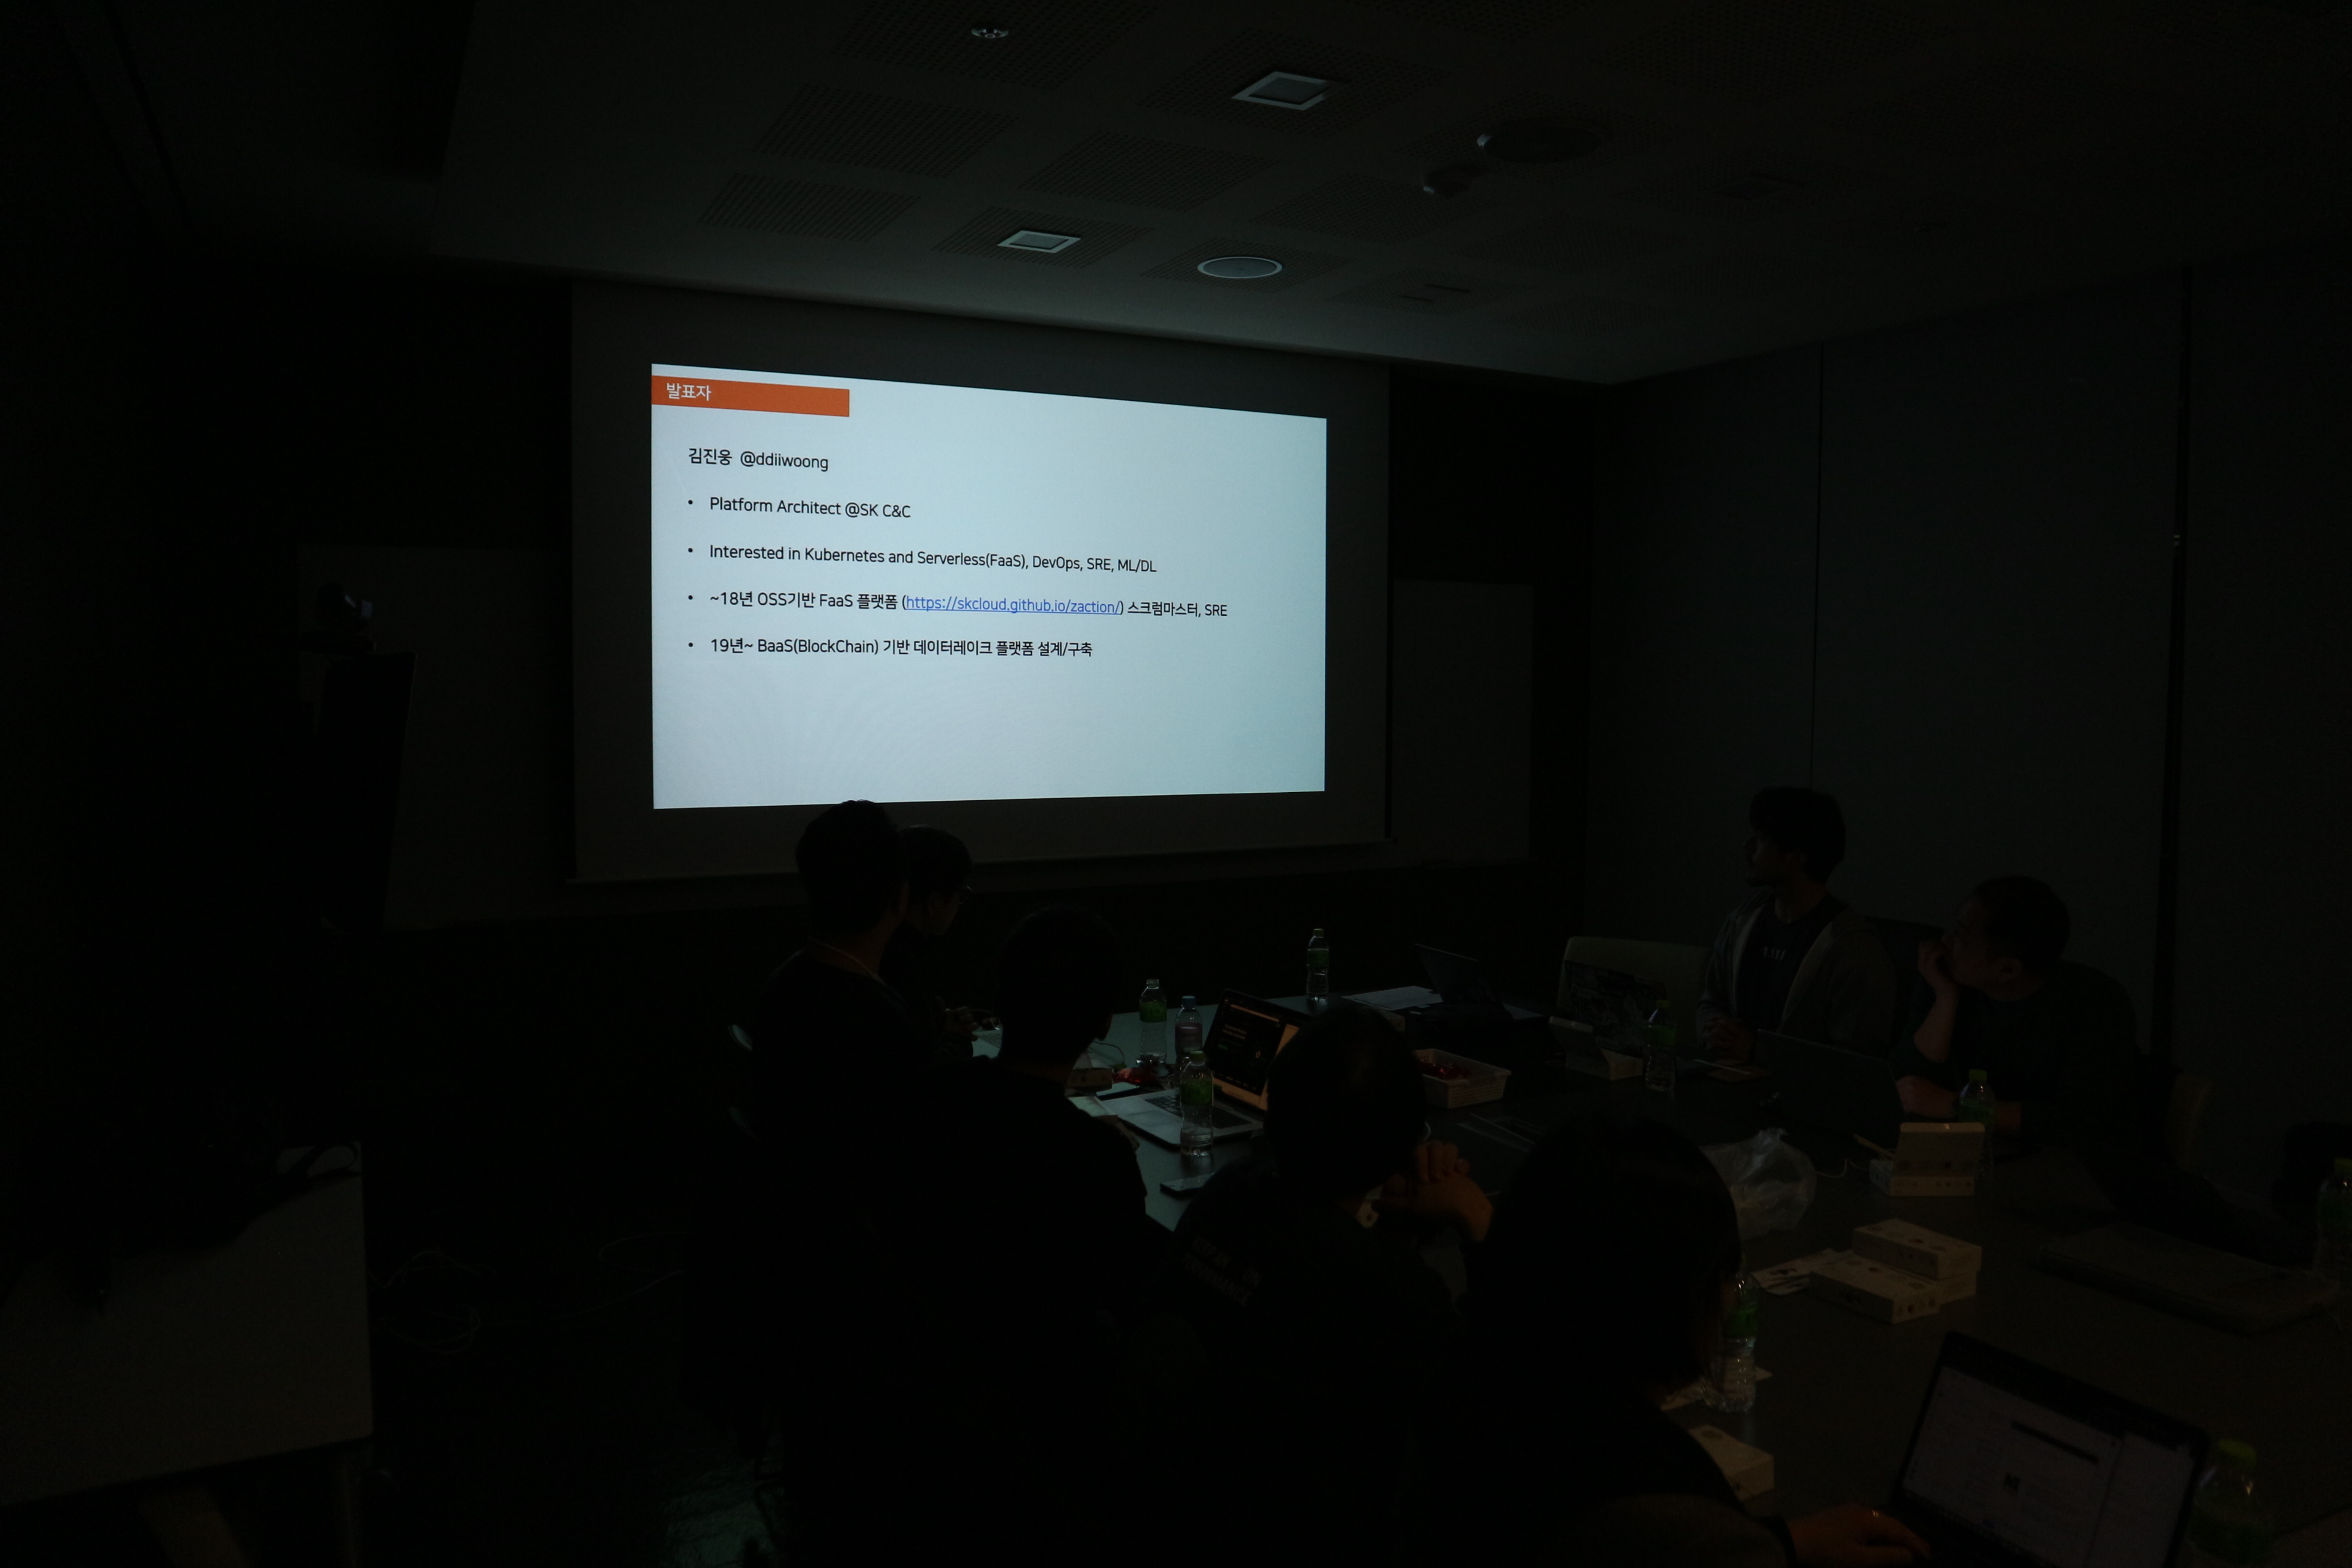 발표자
김진웅 @ddiiwoong
• Platform Architect @SK C&C
• Interested in Kubernetes and Serverless(FaaS), DevOps, SRE, ML/DL
• ~18년 OSS기반 FaaS 플랫폼 (https://skcloud.github.io/zaction/) 스크럼마스터, SRE
• 19년~ BaaS(BlockChain) 기반 데이터레이크 플랫폼 설계/구축